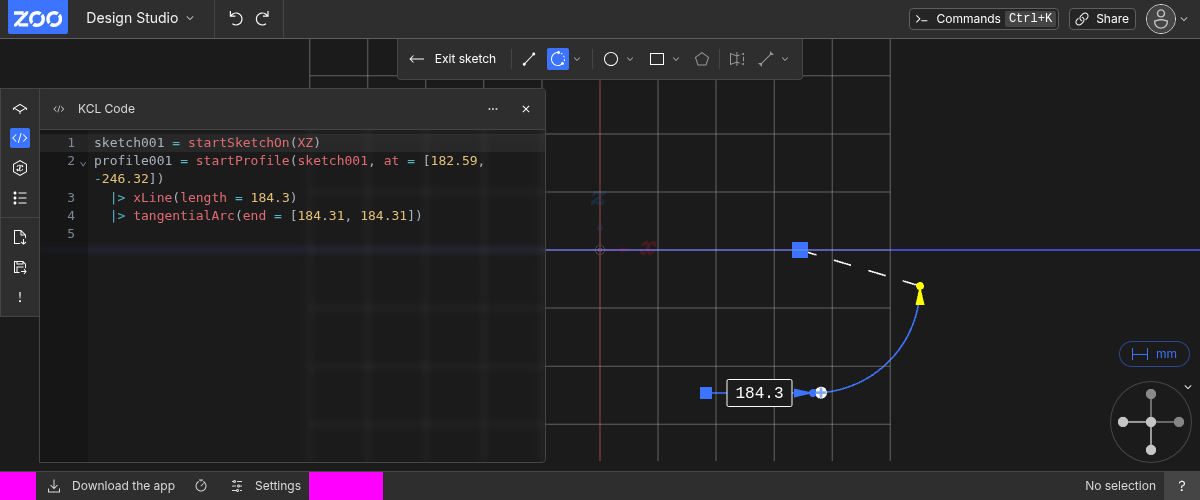 ZOO Design Studio Commands Ctrl+K Share
Exit sketch
KCL Code
1 sketch001 = startSketchOn(XZ)
2 profile001 = startProfile(sketch001, at = [182.59,
-246.32])
3 |> xLine(length = 184.3)
4 |> tangentialArc(end = [184.31, 184.31])
5
z
x
mm
184.3
Download the app Settings No selection ?